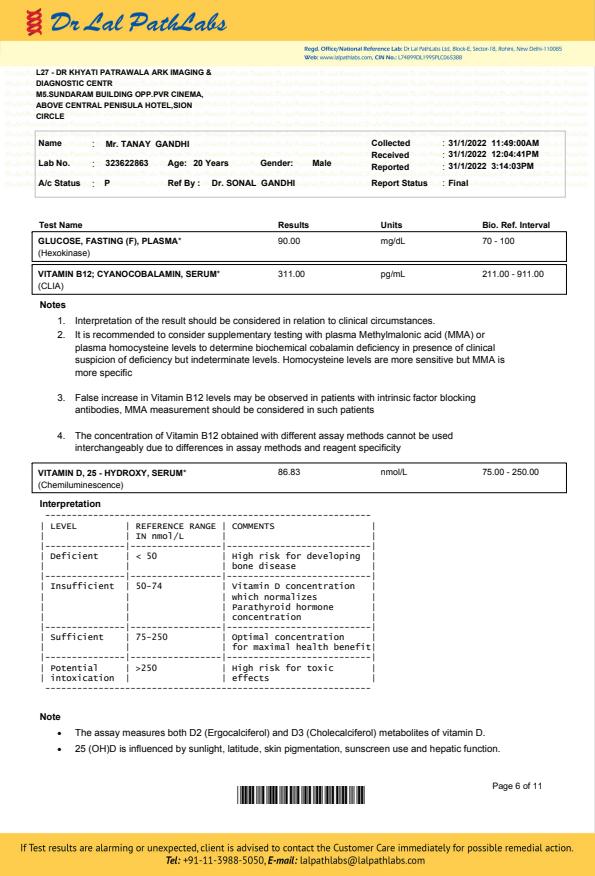 Dr Lal PathLabs
Regd. Office/National Reference Lab: Dr Lal PathLabs Ltd, Block-E, Sector-18, Rohini, New Delhi-110085
Web: www.lalpathlabs.com, CIN No.: L74899DL1995PLC065388
L27 - DR KHYATI PATRAWALA ARK IMAGING &
DIAGNOSTIC CENTR
M5.SUNDARAM BUILDING OPP.PVR CINEMA,
ABOVE CENTRAL PENISULA HOTEL,SION
CIRCLE
Name : Mr. TANAY GANDHI Collected : 31/1/2022 11:49:00AM
Received : 31/1/2022 12:04:41PM
Lab No. : 323622863 Age: 20 Years Gender: Male Reported : 31/1/2022 3:14:03PM
A/c Status : P Ref By : Dr. SONAL GANDHI Report Status : Final
Test Name Results Units Bio. Ref. Interval
GLUCOSE, FASTING (F), PLASMA* 90.00 mg/dL 70 - 100
(Hexokinase)
VITAMIN B12; CYANOCOBALAMIN, SERUM* 311.00 pg/mL 211.00 - 911.00
(CLIA)
Notes
1. Interpretation of the result should be considered in relation to clinical circumstances.
2. It is recommended to consider supplementary testing with plasma Methylmalonic acid (MMA) or
plasma homocysteine levels to determine biochemical cobalamin deficiency in presence of clinical
suspicion of deficiency but indeterminate levels. Homocysteine levels are more sensitive but MMA is
more specific
3. False increase in Vitamin B12 levels may be observed in patients with intrinsic factor blocking
antibodies, MMA measurement should be considered in such patients
4. The concentration of Vitamin B12 obtained with different assay methods cannot be used
interchangeably due to differences in assay methods and reagent specificity
VITAMIN D, 25 - HYDROXY, SERUM* 86.83 nmol/L 75.00 - 250.00
(Chemiluminescence)
Interpretation
| LEVEL | REFERENCE RANGE | COMMENTS |
| | IN nmol/L | |
| Deficient | < 50 | High risk for developing |
| | | bone disease |
| Insufficient | 50-74 | Vitamin D concentration |
| | | which normalizes |
| | | Parathyroid hormone |
| | | concentration |
| Sufficient | 75-250 | Optimal concentration |
| | | for maximal health benefit|
| Potential | >250 | High risk for toxic |
| intoxication | | effects |
Note
• The assay measures both D2 (Ergocalciferol) and D3 (Cholecalciferol) metabolites of vitamin D.
• 25 (OH)D is influenced by sunlight, latitude, skin pigmentation, sunscreen use and hepatic function.
Page 6 of 11
If Test results are alarming or unexpected, client is advised to contact the Customer Care immediately for possible remedial action.
Tel: +91-11-3988-5050, E-mail: lalpathlabs@lalpathlabs.com